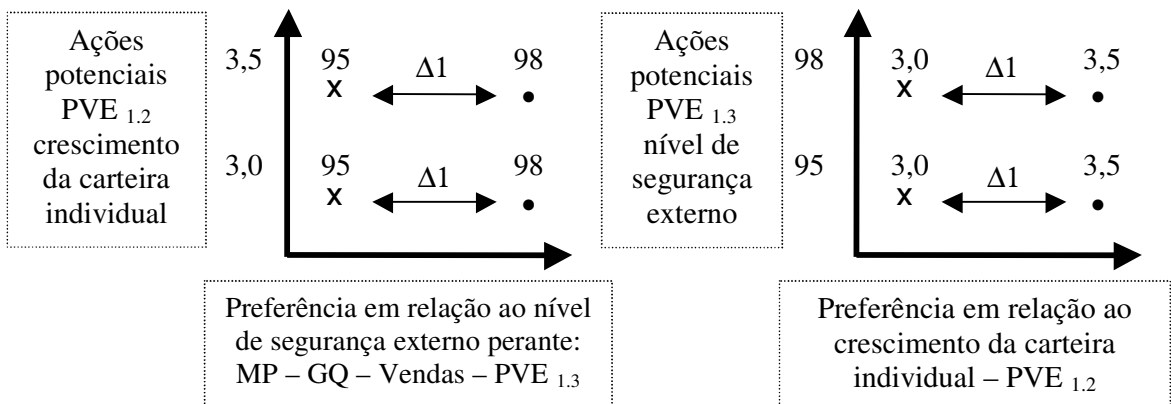 Ações
potenciais
PVE 1.2
crescimento
da carteira
individual
3,5
95
Δ1
98
x
3,0
95
Δ1
98
x
Preferência em relação ao nível
de segurança externo perante:
MP – GQ – Vendas – PVE 1.3
Ações
potenciais
PVE 1.3
nível de
segurança
externo
98
3,0
Δ1
3,5
x
95
3,0
Δ1
3,5
x
Preferência em relação ao
crescimento da carteira
individual – PVE 1.2